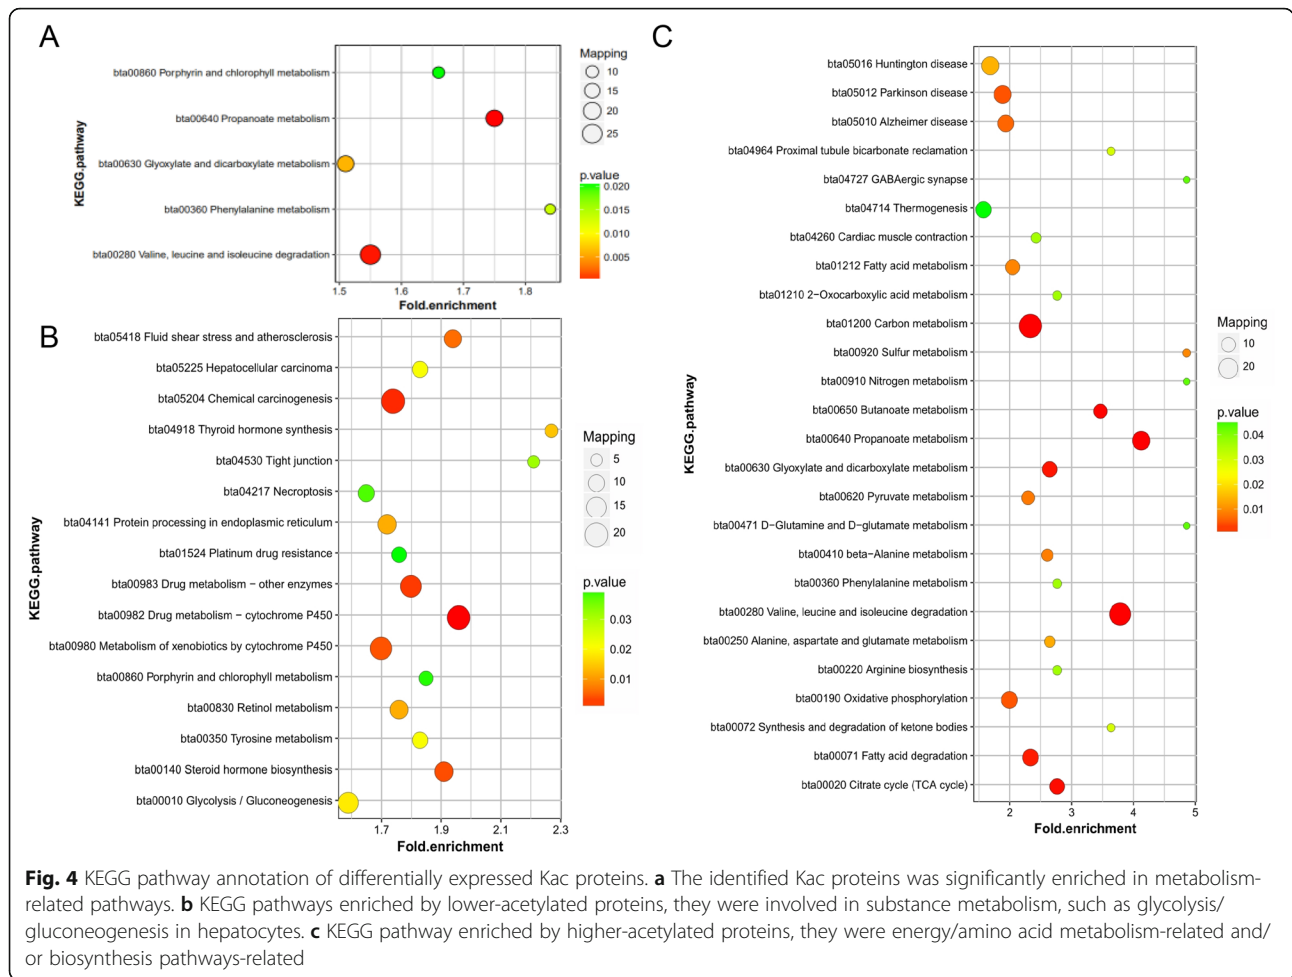 A
KEGG.pathway
bta00860 Porphyrin and chlorophyll metabolism
bta00640 Propanoate metabolism
bta00630 Glyoxylate and dicarboxylate metabolism
bta00360 Phenylalanine metabolism
bta00280 Valine, leucine and isoleucine degradation
1.5 1.6 1.7 1.8
Fold.enrichment
Mapping
10
15
20
25
p.value
0.020
0.015
0.010
0.005
B
KEGG.pathway
bta05418 Fluid shear stress and atherosclerosis
bta05225 Hepatocellular carcinoma
bta05204 Chemical carcinogenesis
bta04918 Thyroid hormone synthesis
bta04530 Tight junction
bta04217 Necroptosis
bta04141 Protein processing in endoplasmic reticulum
bta01524 Platinum drug resistance
bta00983 Drug metabolism − other enzymes
bta00982 Drug metabolism − cytochrome P450
bta00980 Metabolism of xenobiotics by cytochrome P450
bta00860 Porphyrin and chlorophyll metabolism
bta00830 Retinol metabolism
bta00350 Tyrosine metabolism
bta00140 Steroid hormone biosynthesis
bta00010 Glycolysis / Gluconeogenesis
1.7 1.9 2.1 2.3
Fold.enrichment
Mapping
5
10
15
20
p.value
0.03
0.02
0.01
C
KEGG.pathway
bta05016 Huntington disease
bta05012 Parkinson disease
bta05010 Alzheimer disease
bta04964 Proximal tubule bicarbonate reclamation
bta04727 GABAergic synapse
bta04714 Thermogenesis
bta04260 Cardiac muscle contraction
bta01212 Fatty acid metabolism
bta01210 2−Oxocarboxylic acid metabolism
bta01200 Carbon metabolism
bta00920 Sulfur metabolism
bta00910 Nitrogen metabolism
bta00650 Butanoate metabolism
bta00640 Propanoate metabolism
bta00630 Glyoxylate and dicarboxylate metabolism
bta00620 Pyruvate metabolism
bta00471 D−Glutamine and D−glutamate metabolism
bta00410 beta−Alanine metabolism
bta00360 Phenylalanine metabolism
bta00280 Valine, leucine and isoleucine degradation
bta00250 Alanine, aspartate and glutamate metabolism
bta00220 Arginine biosynthesis
bta00190 Oxidative phosphorylation
bta00072 Synthesis and degradation of ketone bodies
bta00071 Fatty acid degradation
bta00020 Citrate cycle (TCA cycle)
2 3 4 5
Fold.enrichment
Mapping
10
20
p.value
0.04
0.03
0.02
0.01
Fig. 4 KEGG pathway annotation of differentially expressed Kac proteins. a The identified Kac proteins was significantly enriched in metabolism-
related pathways. b KEGG pathways enriched by lower-acetylated proteins, they were involved in substance metabolism, such as glycolysis/
gluconeogenesis in hepatocytes. c KEGG pathway enriched by higher-acetylated proteins, they were energy/amino acid metabolism-related and/
or biosynthesis pathways-related